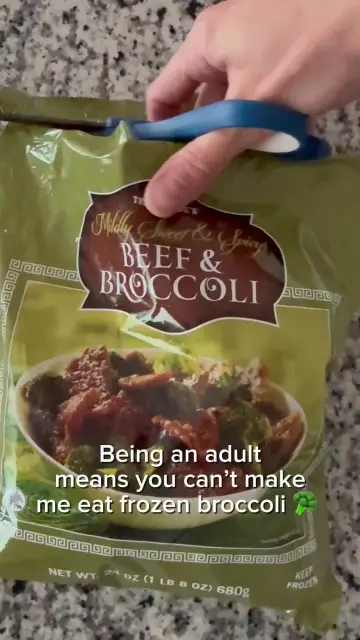 Mildly Sweet & Spicy
BEEF &
BROCCOLI
Being an adult
means you can't make
me eat frozen broccoli 🥦
NET WT. 24 OZ (1 LB 8 OZ) 680g
KEEP
FROZEN